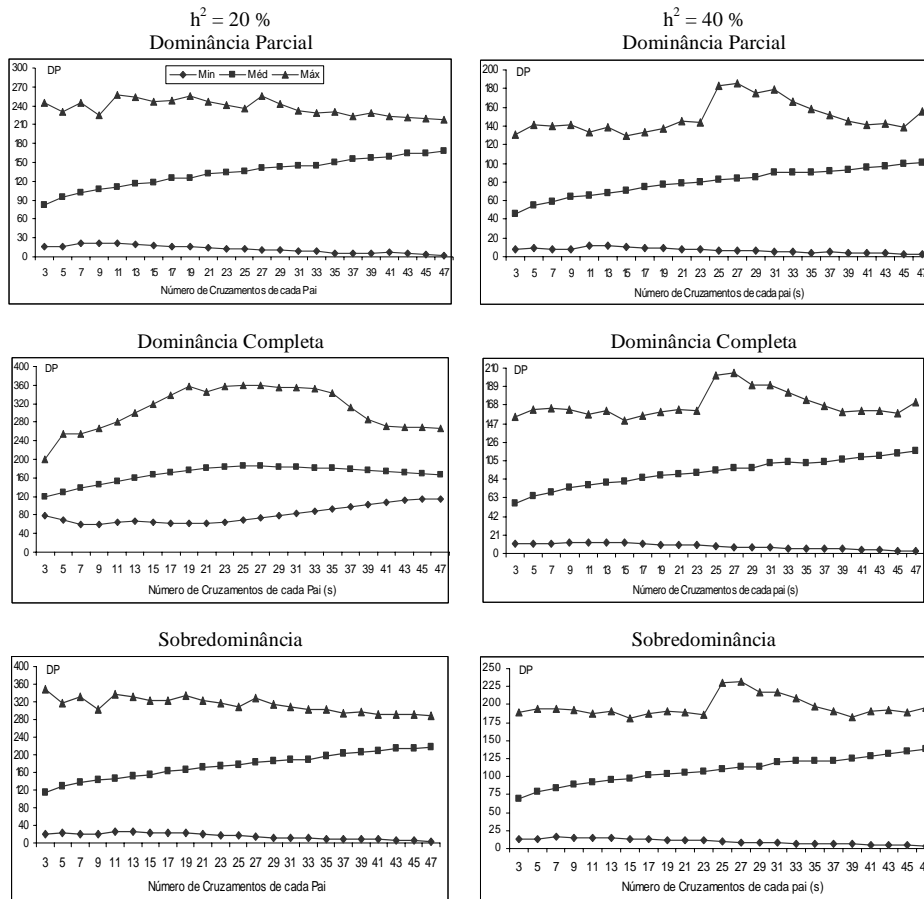 h² = 20 %
Dominância Parcial
DP
Min Méd Máx
300
270
240
210
180
150
120
90
60
30
0
3 5 7 9 11 13 15 17 19 21 23 25 27 29 31 33 35 37 39 41 43 45 47
Número de Cruzamentos de cada Pai
h² = 40 %
Dominância Parcial
DP
200
180
160
140
120
100
80
60
40
20
0
3 5 7 9 11 13 15 17 19 21 23 25 27 29 31 33 35 37 39 41 43 45 47
Número de Cruzamentos de cada pai (s)
Dominância Completa
DP
400
360
320
280
240
200
160
120
80
40
0
3 5 7 9 11 13 15 17 19 21 23 25 27 29 31 33 35 37 39 41 43 45 47
Número de Cruzamentos de cada Pai (s)
Dominância Completa
DP
210
189
168
147
126
105
84
63
42
21
0
3 5 7 9 11 13 15 17 19 21 23 25 27 29 31 33 35 37 39 41 43 45 47
Número de Cruzamentos de cada pai (s)
Sobredominância
DP
400
360
320
280
240
200
160
120
80
40
0
3 5 7 9 11 13 15 17 19 21 23 25 27 29 31 33 35 37 39 41 43 45 47
Número de Cruzamentos de cada Pai
Sobredominância
DP
250
225
200
175
150
125
100
75
50
25
0
3 5 7 9 11 13 15 17 19 21 23 25 27 29 31 33 35 37 39 41 43 45
Número de Cruzamentos de cada pai (s)